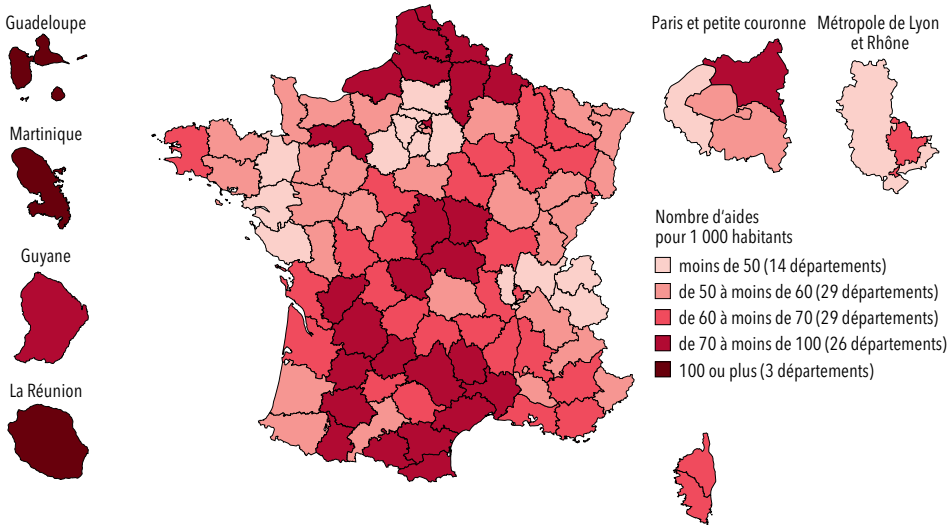 Guadeloupe
Martinique
Guyane
La Réunion
Paris et petite couronne
Métropole de Lyon
et Rhône
Nombre d'aides
pour 1 000 habitants
moins de 50 (14 départements)
de 50 à moins de 60 (29 départements)
de 60 à moins de 70 (29 départements)
de 70 à moins de 100 (26 départements)
100 ou plus (3 départements)